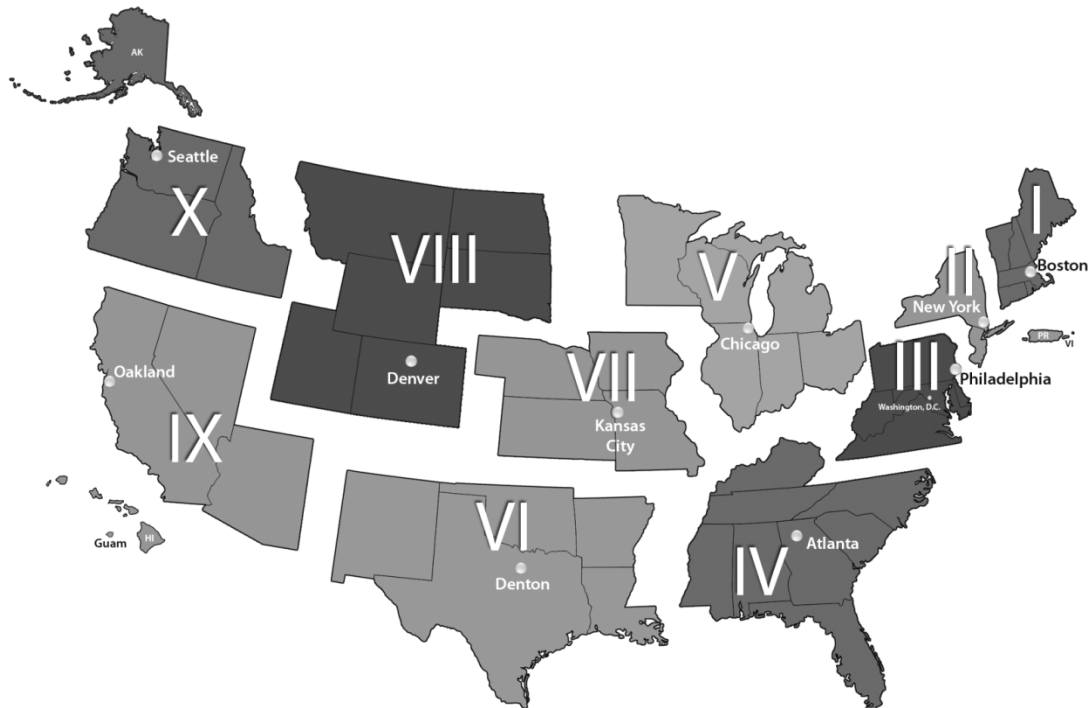 AK
Seattle
X
VIII
V
I
II
Boston
New York
PR
VI
Chicago
Oakland
Denver
VII
III
Philadelphia
Washington, D.C.
Kansas
City
IX
Guam
HI
VI
Denton
IV
Atlanta